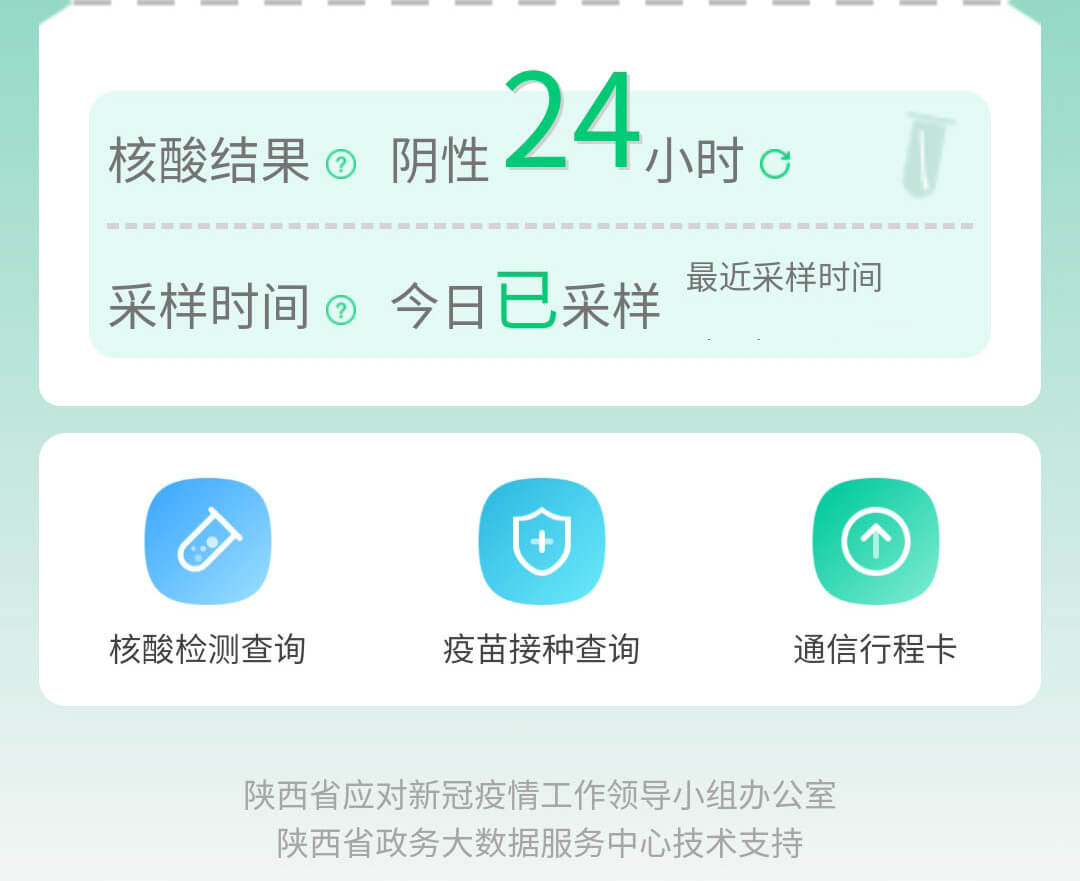 核酸结果 ? 阴性 24 小时
采样时间 ? 今日已采样 最近采样时间
核酸检测查询 疫苗接种查询 通信行程卡
陕西省应对新冠疫情工作领导小组办公室
陕西省政务大数据服务中心技术支持